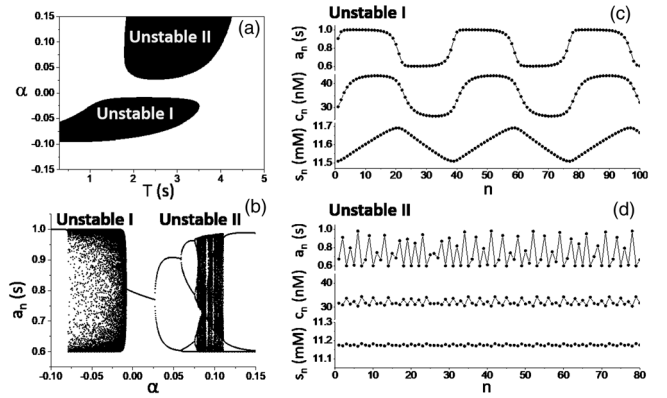 (a)
0.15
0.10
0.05
0.00
-0.05
-0.10
-0.15
α
Unstable II
Unstable I
1 2 3 4 5
T (s)
(b)
Unstable I Unstable II
1.0
0.9
0.8
0.7
0.6
aₙ (s)
-0.10 -0.05 0.00 0.05 0.10 0.15
α
Unstable I (c)
1.0
0.8
0.6
aₙ (s)
40
30
cₙ (nM)
11.7
11.6
11.5
sₙ (mM)
0 10 20 30 40 50 60 70 80 90 100
n
Unstable II (d)
1.0
0.8
0.6
aₙ (s)
40
30
cₙ (nM)
11.3
11.2
11.1
sₙ (mM)
0 10 20 30 40 50 60 70 80
n